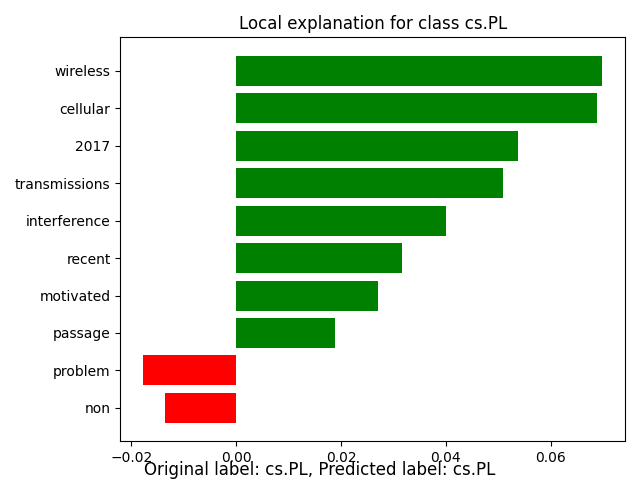 Local explanation for class cs.PL
wireless
cellular
2017
transmissions
interference
recent
motivated
passage
problem
non
−0.02 0.00 0.02 0.04 0.06
Original label: cs.PL, Predicted label: cs.PL